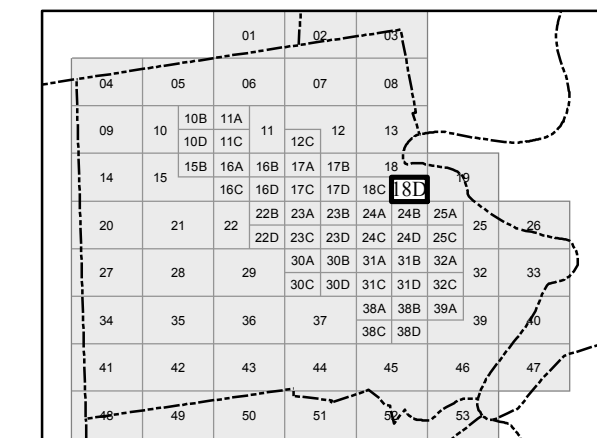 01 02 03
04 05 06 07 08
10B 11A
09 10 11 12 13
10D 11C 12C
15B 16A 16B 17A 17B 18
14 15 19
16C 16D 17C 17D 18C 18D
22B 23A 23B 24A 24B 25A
20 21 22 25 26
22D 23C 23D 24C 24D 25C
30A 30B 31A 31B 32A
27 28 29 32 33
30C 30D 31C 31D 32C
38A 38B 39A
34 35 36 37 39 40
38C 38D
41 42 43 44 45 46 47
48 49 50 51 52 53